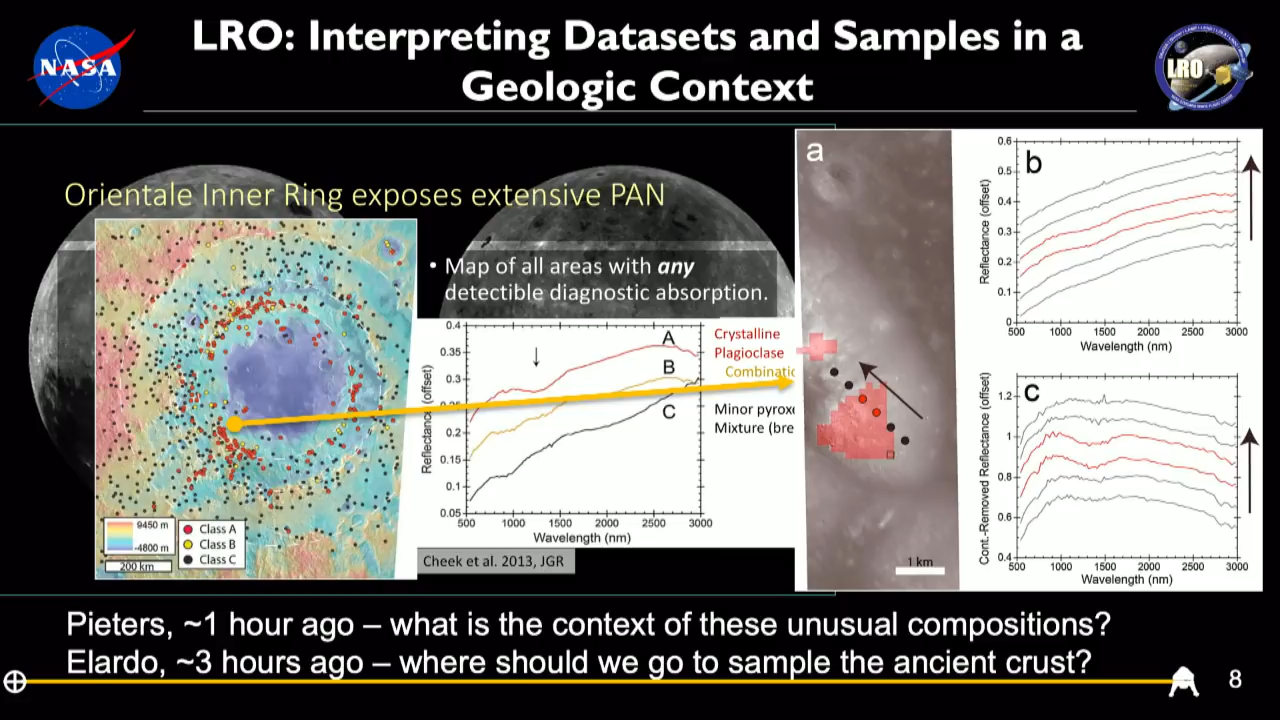 LRO: Interpreting Datasets and Samples in a
Geologic Context
NASA
LRO
Orientale Inner Ring exposes extensive PAN
• Map of all areas with any
detectible diagnostic absorption.
9450 m
-4800 m
200 km
Class A
Class B
Class C
0.4
0.35
0.3
0.25
0.2
0.15
0.1
0.05
Reflectance (offset)
A
B
C
500 1000 1500 2000 2500 3000
Wavelength (nm)
Crystalline
Plagioclase
Combinatic
Minor pyroxe
Mixture (bre
Cheek et al. 2013, JGR
a
1 km
b
0.6
0.5
0.4
0.3
0.2
0.1
0
Reflectance (offset)
500 1000 1500 2000 2500 3000
Wavelength (nm)
c
1.2
1
0.8
0.6
0.4
Cont.-Removed Reflectance (offset)
500 1000 1500 2000 2500 3000
Wavelength (nm)
Pieters, ~1 hour ago – what is the context of these unusual compositions?
Elardo, ~3 hours ago – where should we go to sample the ancient crust?
8